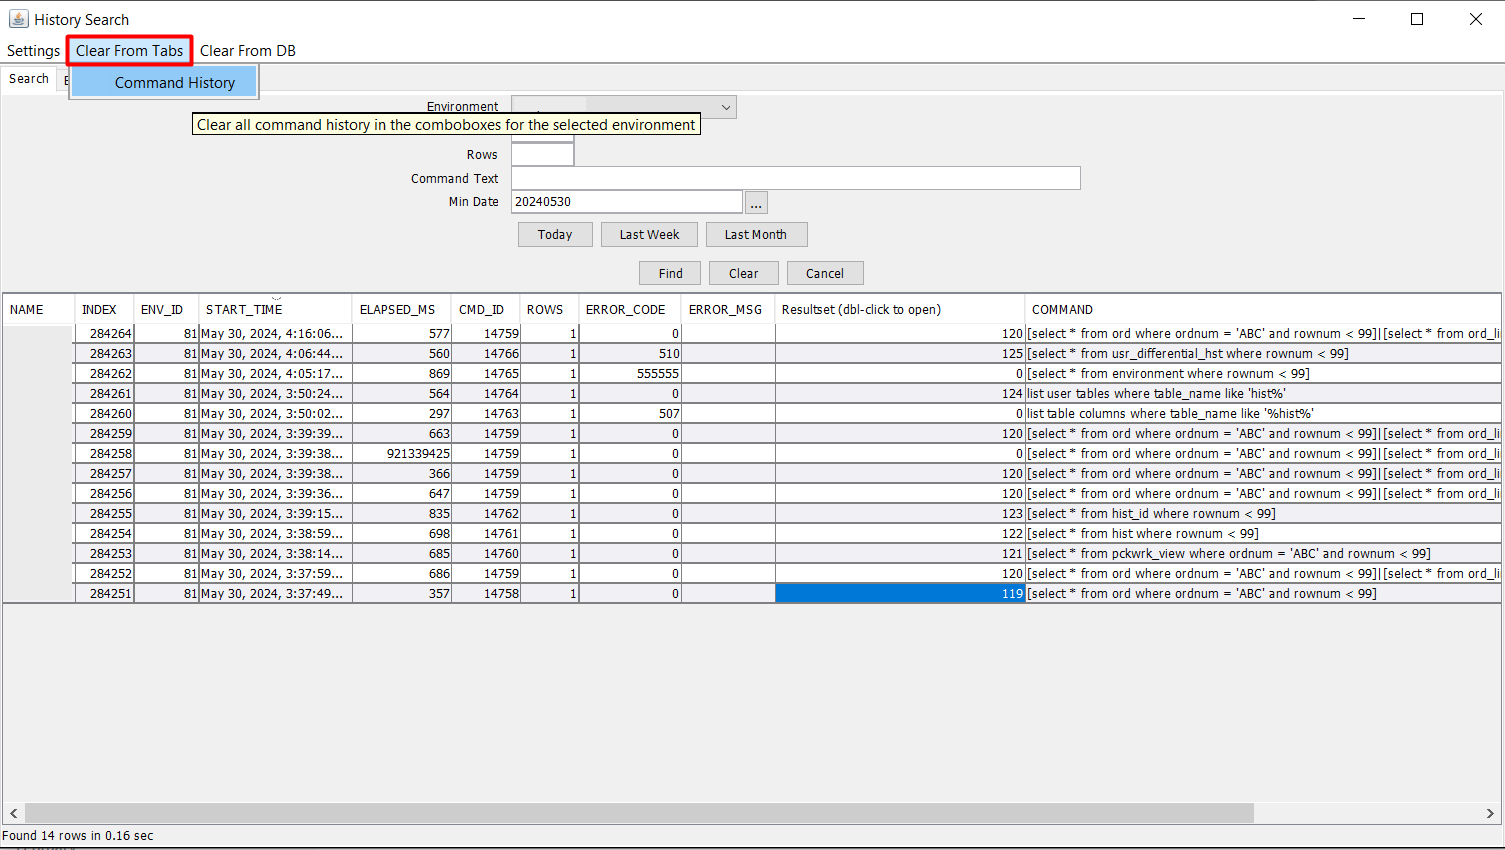 History Search
Settings Clear From Tabs Clear From DB
Search
Command History
Environment
Clear all command history in the comboboxes for the selected environment
Rows
Command Text
Min Date 20240530 ...
Today Last Week Last Month
Find Clear Cancel
NAME INDEX ENV_ID START_TIME ELAPSED_MS CMD_ID ROWS ERROR_CODE ERROR_MSG Resultset (dbl-click to open) COMMAND
284264 81 May 30, 2024, 4:16:06... 577 14759 1 0 120 [select * from ord where ordnum = 'ABC' and rownum < 99]|[select * from ord_li
284263 81 May 30, 2024, 4:06:44... 560 14766 1 510 125 [select * from usr_differential_hst where rownum < 99]
284262 81 May 30, 2024, 4:05:17... 869 14765 1 555555 0 [select * from environment where rownum < 99]
284261 81 May 30, 2024, 3:50:24... 564 14764 1 0 124 list user tables where table_name like 'hist%'
284260 81 May 30, 2024, 3:50:02... 297 14763 1 507 0 list table columns where table_name like '%hist%'
284259 81 May 30, 2024, 3:39:39... 663 14759 1 0 120 [select * from ord where ordnum = 'ABC' and rownum < 99]|[select * from ord_li
284258 81 May 30, 2024, 3:39:38... 921339425 14759 1 0 0 [select * from ord where ordnum = 'ABC' and rownum < 99]|[select * from ord_li
284257 81 May 30, 2024, 3:39:38... 366 14759 1 0 120 [select * from ord where ordnum = 'ABC' and rownum < 99]|[select * from ord_li
284256 81 May 30, 2024, 3:39:36... 647 14759 1 0 120 [select * from ord where ordnum = 'ABC' and rownum < 99]|[select * from ord_li
284255 81 May 30, 2024, 3:39:15... 835 14762 1 0 123 [select * from hist_id where rownum < 99]
284254 81 May 30, 2024, 3:38:59... 698 14761 1 0 122 [select * from hist where rownum < 99]
284253 81 May 30, 2024, 3:38:14... 685 14760 1 0 121 [select * from pckwrk_view where ordnum = 'ABC' and rownum < 99]
284252 81 May 30, 2024, 3:37:59... 686 14759 1 0 120 [select * from ord where ordnum = 'ABC' and rownum < 99]|[select * from ord_li
284251 81 May 30, 2024, 3:37:49... 357 14758 1 0 119 [select * from ord where ordnum = 'ABC' and rownum < 99]
Found 14 rows in 0.16 sec